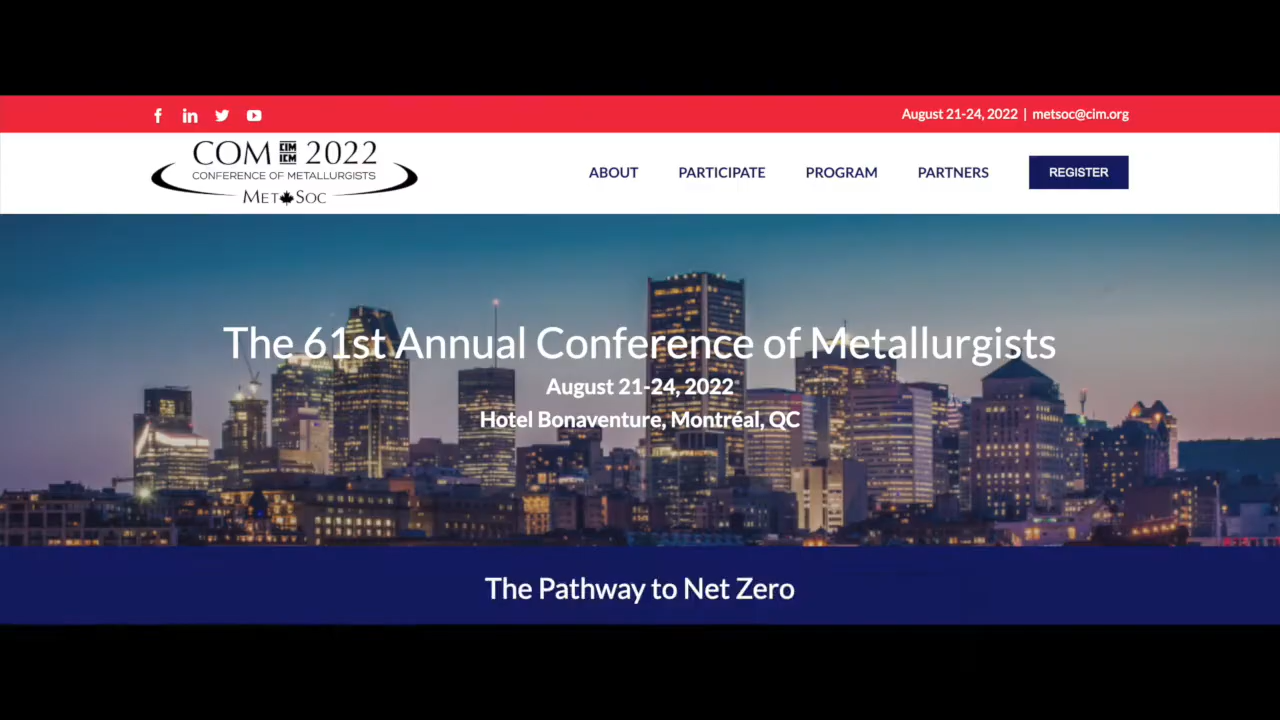 August 21-24, 2022 | metsoc@cim.org
COM CIM ICM 2022
CONFERENCE OF METALLURGISTS
MET SOC
ABOUT PARTICIPATE PROGRAM PARTNERS REGISTER
The 61st Annual Conference of Metallurgists
August 21-24, 2022
Hotel Bonaventure, Montréal, QC
The Pathway to Net Zero